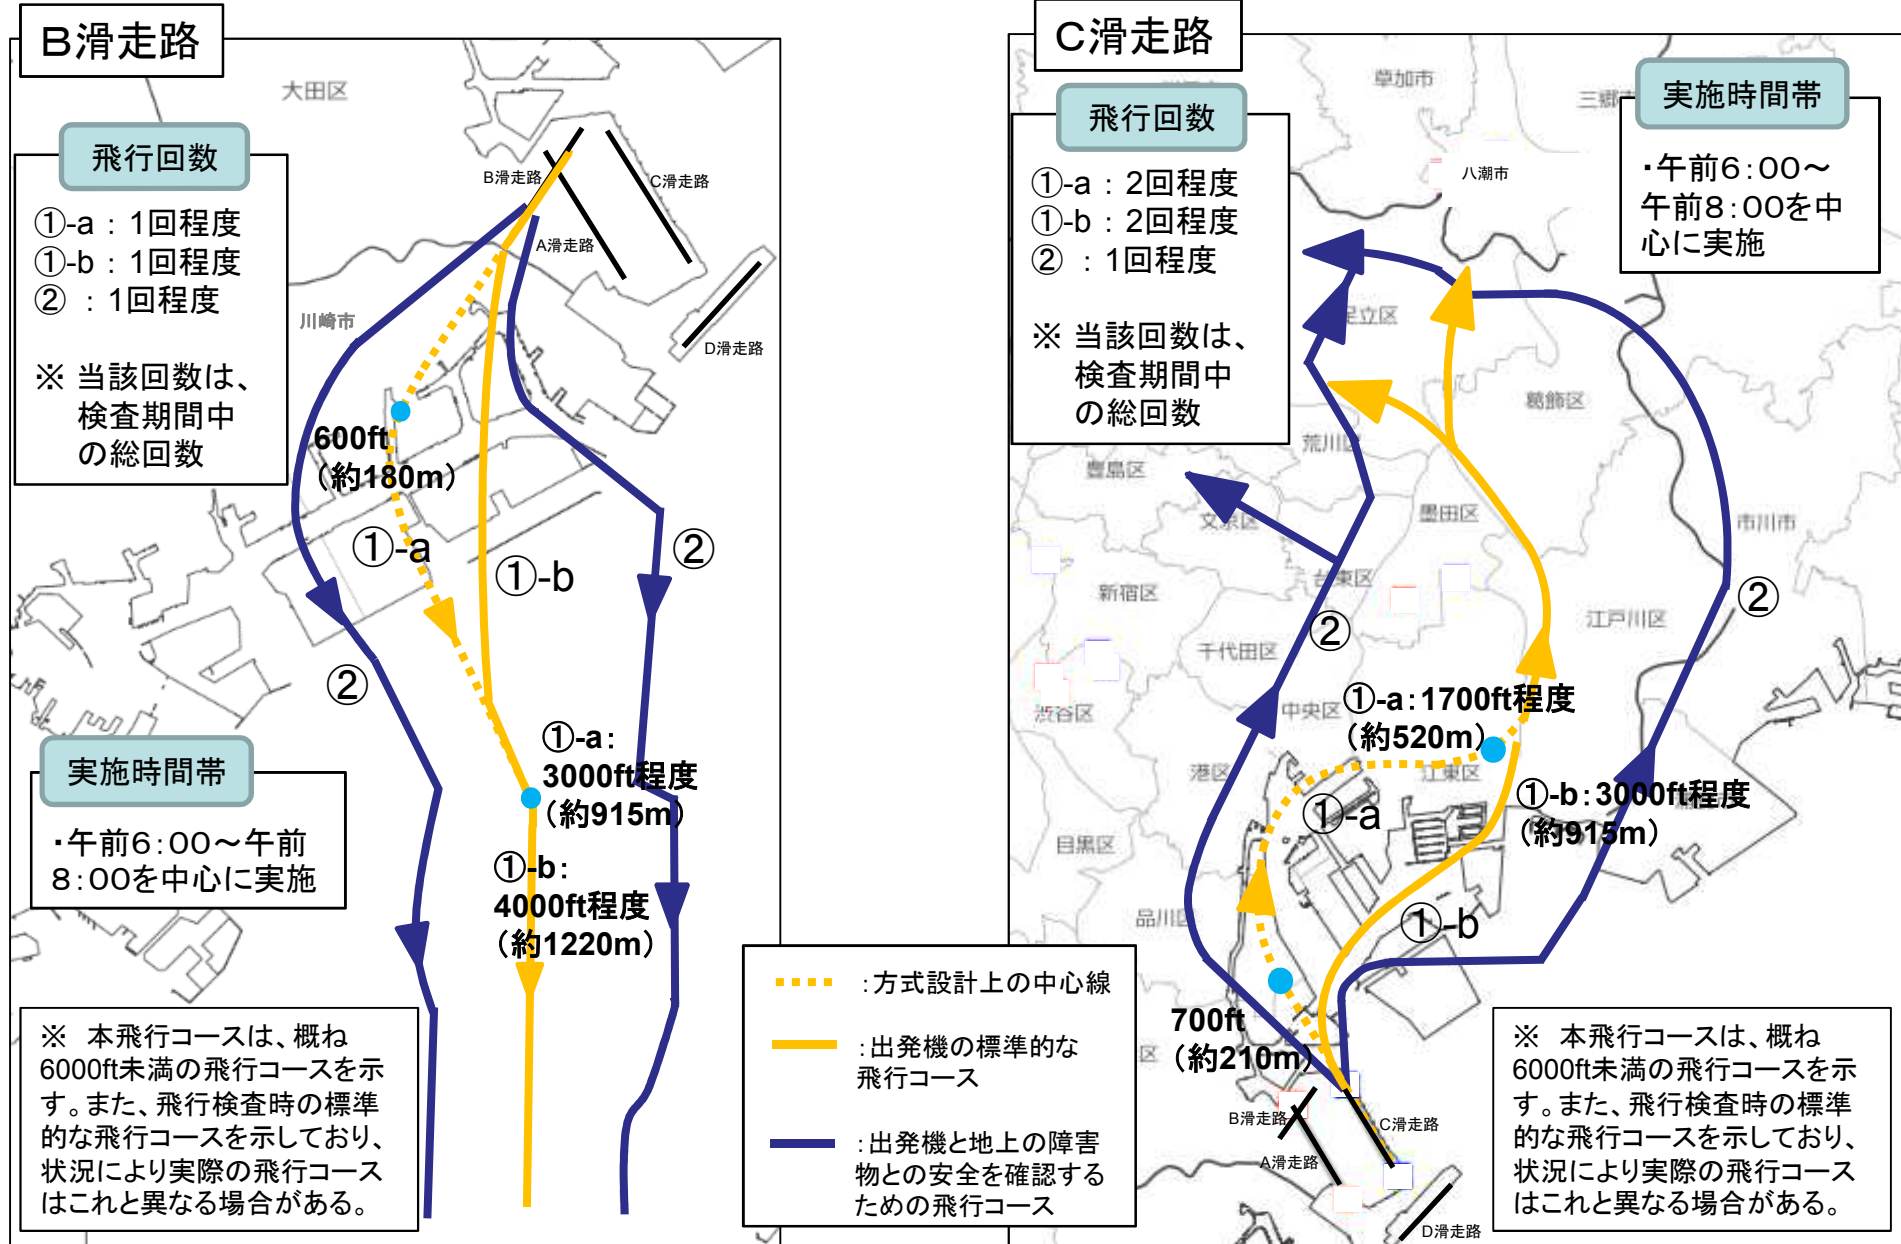 B滑走路
大田区
飛行回数
①-a：1回程度
①-b：1回程度
②：1回程度
※ 当該回数は、
検査期間中
の総回数
B滑走路
C滑走路
A滑走路
D滑走路
川崎市
600ft
（約180m）
①-a
①-b
②
②
①-a：
3000ft程度
（約915m）
①-b：
4000ft程度
（約1220m）
実施時間帯
・午前6：00～午前
8：00を中心に実施
※ 本飛行コースは、概ね
6000ft未満の飛行コースを示
す。また、飛行検査時の標準
的な飛行コースを示しており、
状況により実際の飛行コース
はこれと異なる場合がある。
：方式設計上の中心線
：出発機の標準的な
飛行コース
：出発機と地上の障害
物との安全を確認する
ための飛行コース
C滑走路
飛行回数
①-a：2回程度
①-b：2回程度
②：1回程度
※ 当該回数は、
検査期間中
の総回数
実施時間帯
・午前6：00～
午前8：00を中
心に実施
草加市
三郷
八潮市
足立区
葛飾区
荒川区
豊島区
文京区
墨田区
市川市
台東区
新宿区
江戸川区
千代田区
②
②
渋谷区
中央区
①-a：1700ft程度
（約520m）
港区
江東区
①-b：3000ft程度
（約915m）
①-a
目黒区
品川区
①-b
700ft
（約210m）
区
B滑走路
C滑走路
A滑走路
D滑走路
※ 本飛行コースは、概ね
6000ft未満の飛行コースを示
す。また、飛行検査時の標準
的な飛行コースを示しており、
状況により実際の飛行コース
はこれと異なる場合がある。